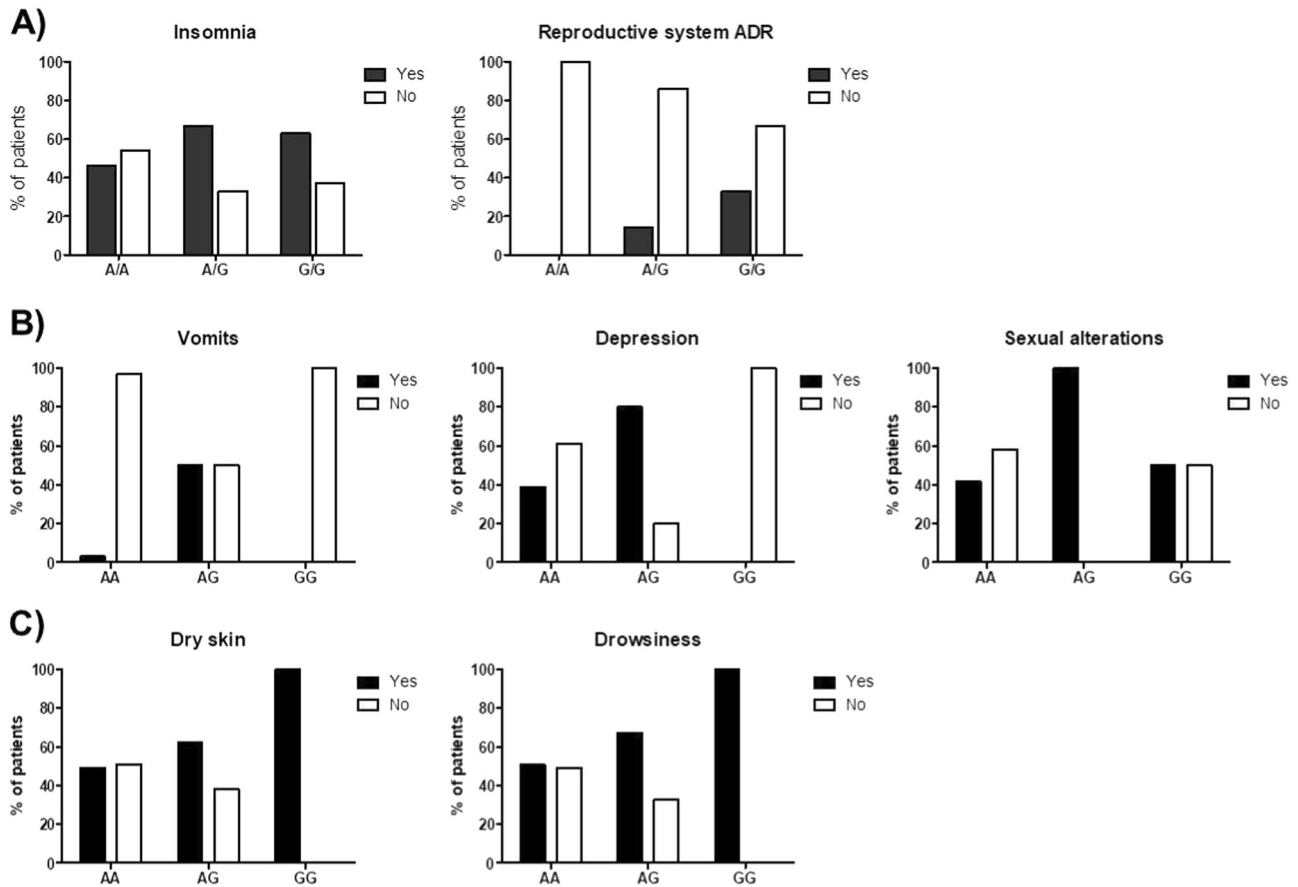 A)
Insomnia
% of patients
100
80
60
40
20
0
A/A A/G G/G
Yes
No
Reproductive system ADR
% of patients
100
80
60
40
20
0
A/A A/G G/G
Yes
No
B)
Vomits
% of patients
100
80
60
40
20
0
AA AG GG
Yes
No
Depression
% of patients
100
80
60
40
20
0
AA AG GG
Yes
No
Sexual alterations
% of patients
100
80
60
40
20
0
AA AG GG
Yes
No
C)
Dry skin
% of patients
100
80
60
40
20
0
AA AG GG
Yes
No
Drowsiness
% of patients
100
80
60
40
20
0
AA AG GG
Yes
No